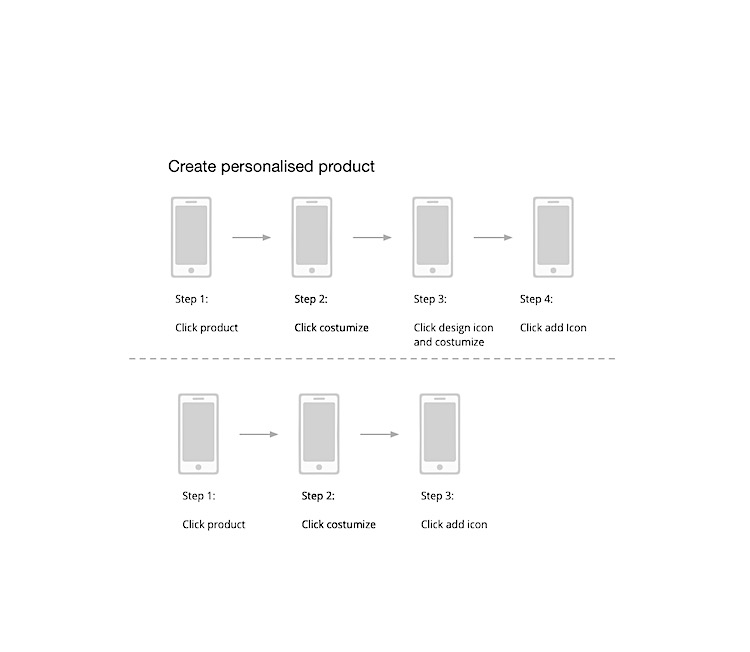 Create personalised product
Step 1:
Step 2:
Step 3:
Step 4:
Click product
Click costumize
Click design icon
and costumize
Click add Icon
Step 1:
Step 2:
Step 3:
Click product
Click costumize
Click add icon